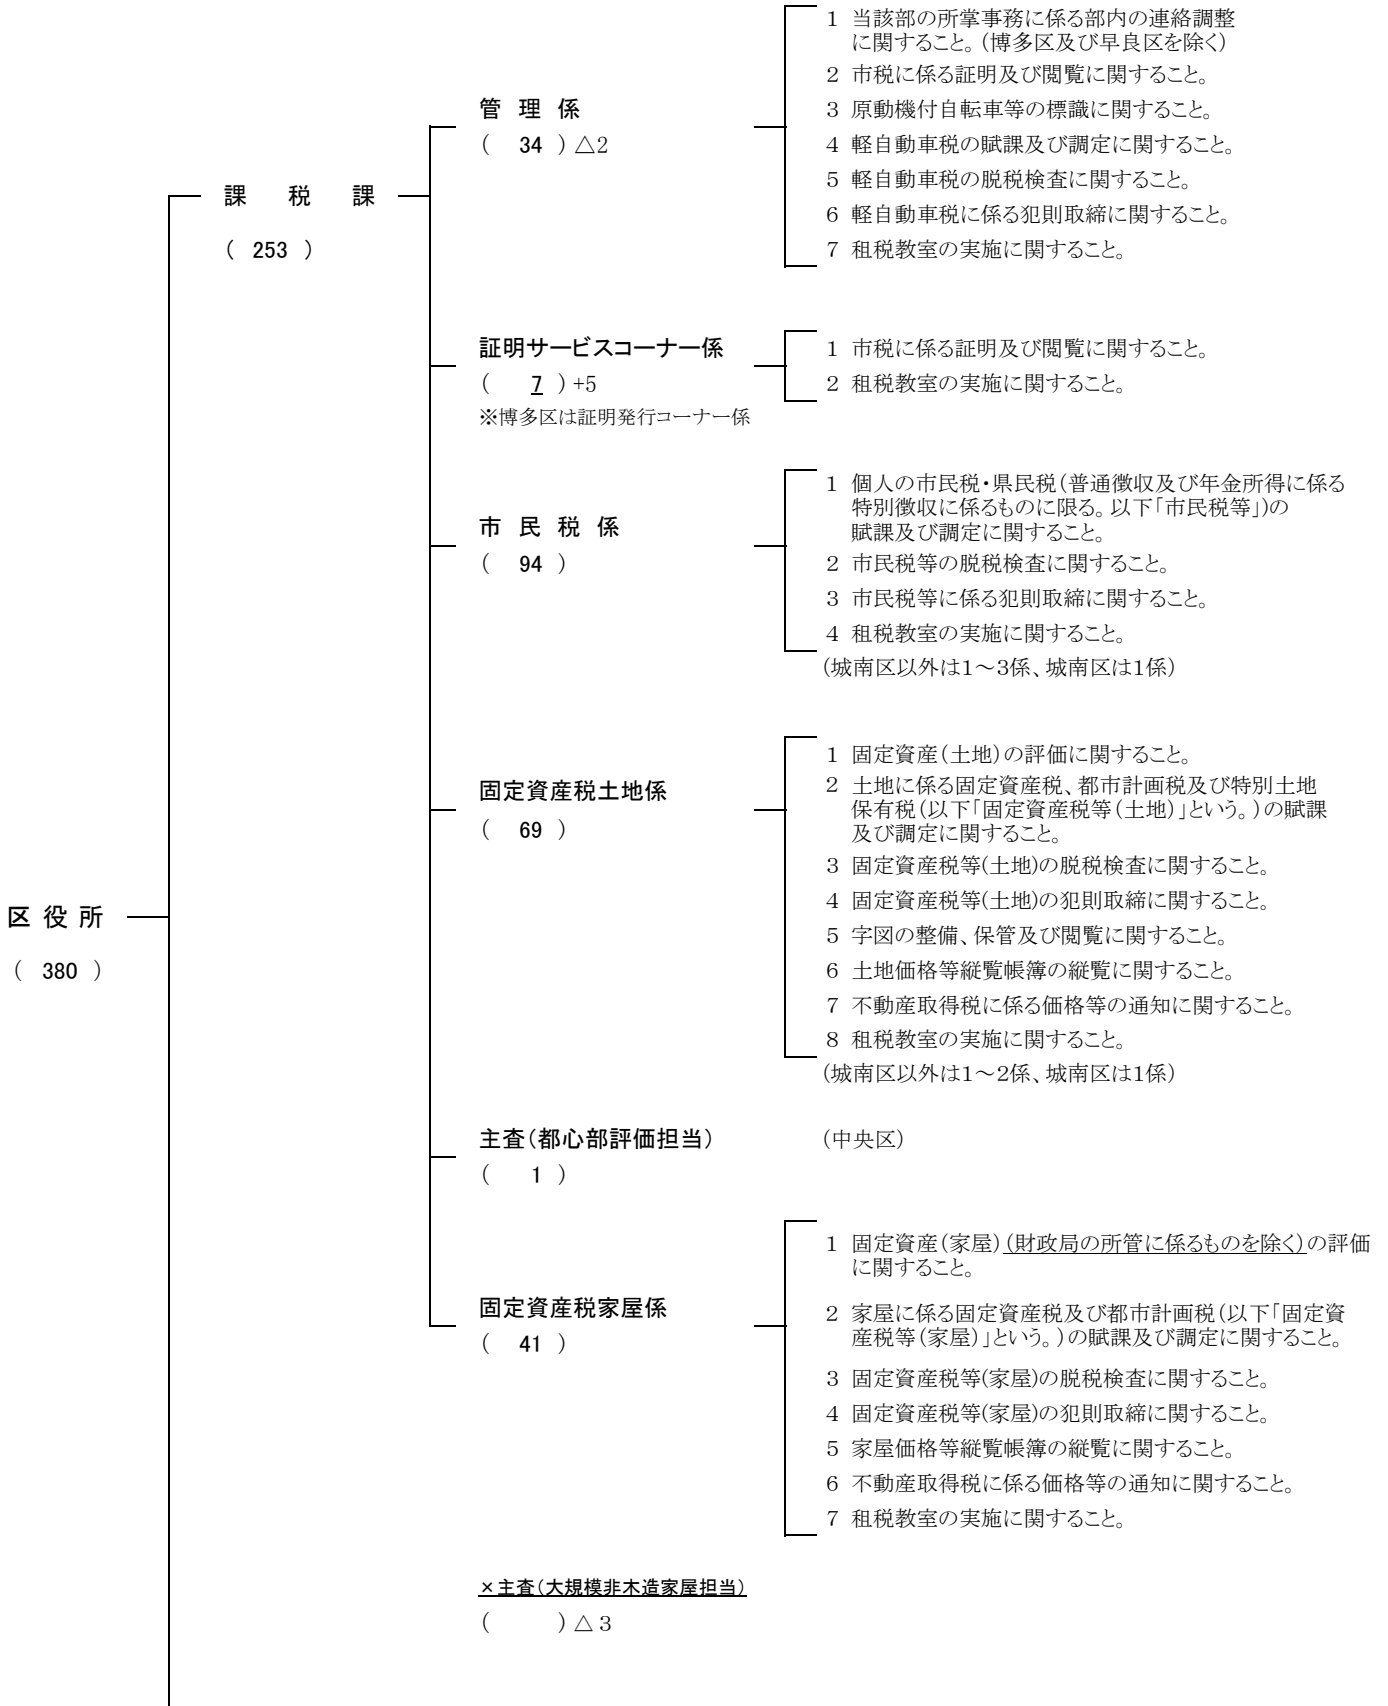 区 役 所
（　380　）
課　税　課
（　253　）
管 理 係
（　34　）△2
1 当該部の所掌事務に係る部内の連絡調整
に関すること。（博多区及び早良区を除く）
2 市税に係る証明及び閲覧に関すること。
3 原動機付自転車等の標識に関すること。
4 軽自動車税の賦課及び調定に関すること。
5 軽自動車税の脱税検査に関すること。
6 軽自動車税に係る犯則取締に関すること。
7 租税教室の実施に関すること。
証明サービスコーナー係
（　7　）+5
※博多区は証明発行コーナー係
1 市税に係る証明及び閲覧に関すること。
2 租税教室の実施に関すること。
市 民 税 係
（　94　）
1 個人の市民税・県民税（普通徴収及び年金所得に係る
特別徴収に係るものに限る。以下「市民税等」)の
賦課及び調定に関すること。
2 市民税等の脱税検査に関すること。
3 市民税等に係る犯則取締に関すること。
4 租税教室の実施に関すること。
（城南区以外は１～３係、城南区は１係）
固定資産税土地係
（　69　）
1 固定資産（土地）の評価に関すること。
2 土地に係る固定資産税、都市計画税及び特別土地
保有税（以下「固定資産税等（土地）」という。）の賦課
及び調定に関すること。
3 固定資産税等(土地)の脱税検査に関すること。
4 固定資産税等(土地)の犯則取締に関すること。
5 字図の整備、保管及び閲覧に関すること。
6 土地価格等縦覧帳簿の縦覧に関すること。
7 不動産取得税に係る価格等の通知に関すること。
8 租税教室の実施に関すること。
（城南区以外は１～２係、城南区は１係）
主査（都心部評価担当）
（　1　）
（中央区）
固定資産税家屋係
（　41　）
1 固定資産（家屋）（財政局の所管に係るものを除く）の評価
に関すること。
2 家屋に係る固定資産税及び都市計画税（以下「固定資
産税等（家屋）」という。）の賦課及び調定に関すること。
3 固定資産税等(家屋)の脱税検査に関すること。
4 固定資産税等(家屋)の犯則取締に関すること。
5 家屋価格等縦覧帳簿の縦覧に関すること。
6 不動産取得税に係る価格等の通知に関すること。
7 租税教室の実施に関すること。
×主査（大規模非木造家屋担当）
（　　　）△３